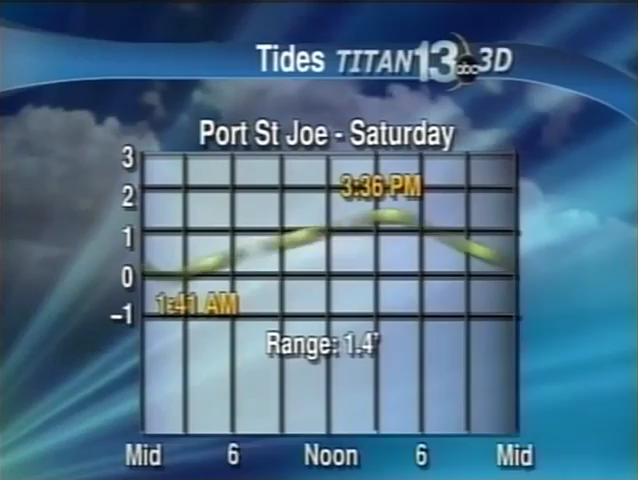 Tides TITAN 13 abc 3D
Port St Joe - Saturday
3
2
3:36 PM
1
0
1:41 AM
-1
Range: 1.4'
Mid 6 Noon 6 Mid